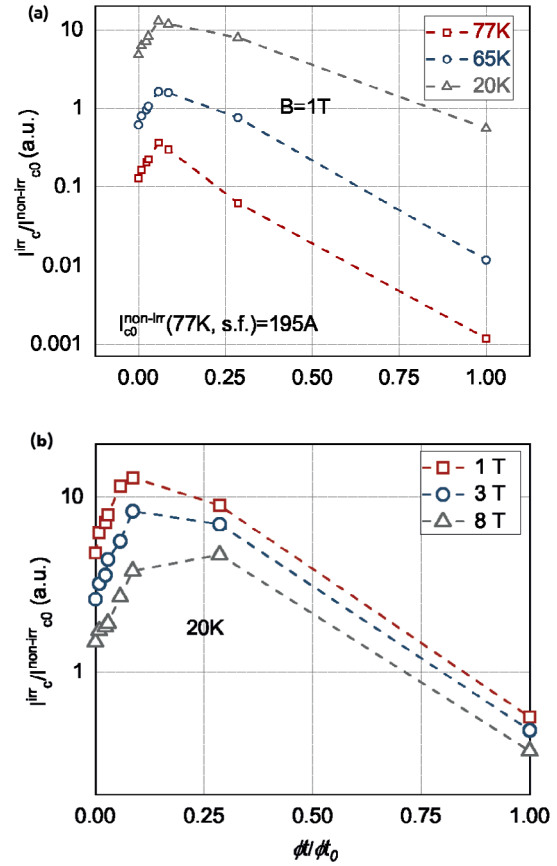 (a)
10
1
0.1
0.01
0.001
I^irr_c/I^non-irr_c0 (a.u.)
77K
65K
20K
B=1T
I^non-irr_c0(77K, s.f.)=195A
0.00 0.25 0.50 0.75 1.00
(b)
10
1
I^irr_c/I^non-irr_c0 (a.u.)
1 T
3 T
8 T
20K
0.00 0.25 0.50 0.75 1.00
ϕt/ϕt₀